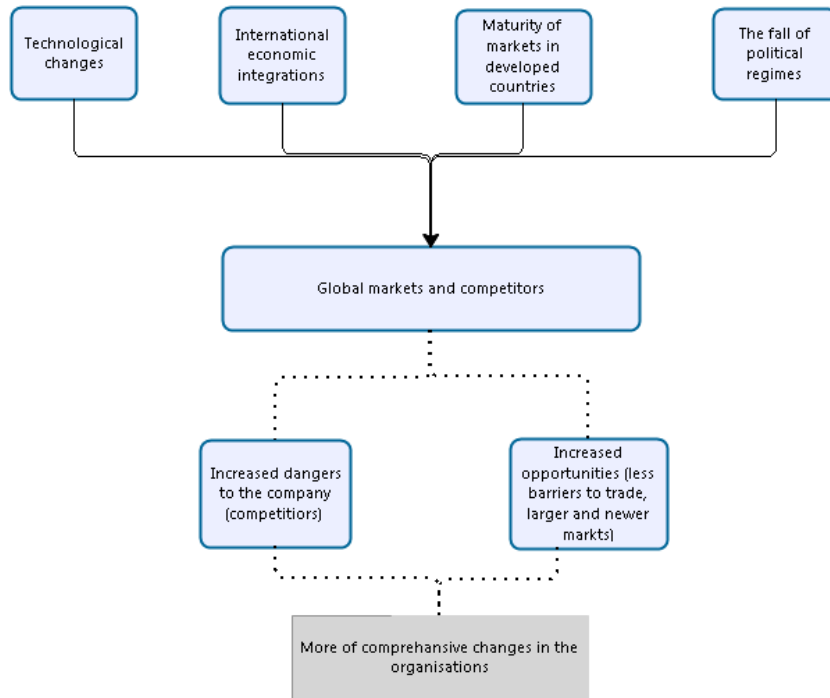 Technological
changes
International
economic
integrations
Maturity of
markets in
developed
countries
The fall of
political
regimes
Global markets and competitors
Increased dangers
to the company
(competitiors)
Increased
opportunities (less
barriers to trade,
larger and newer
markts)
More of comprehansive changes in the
organisations